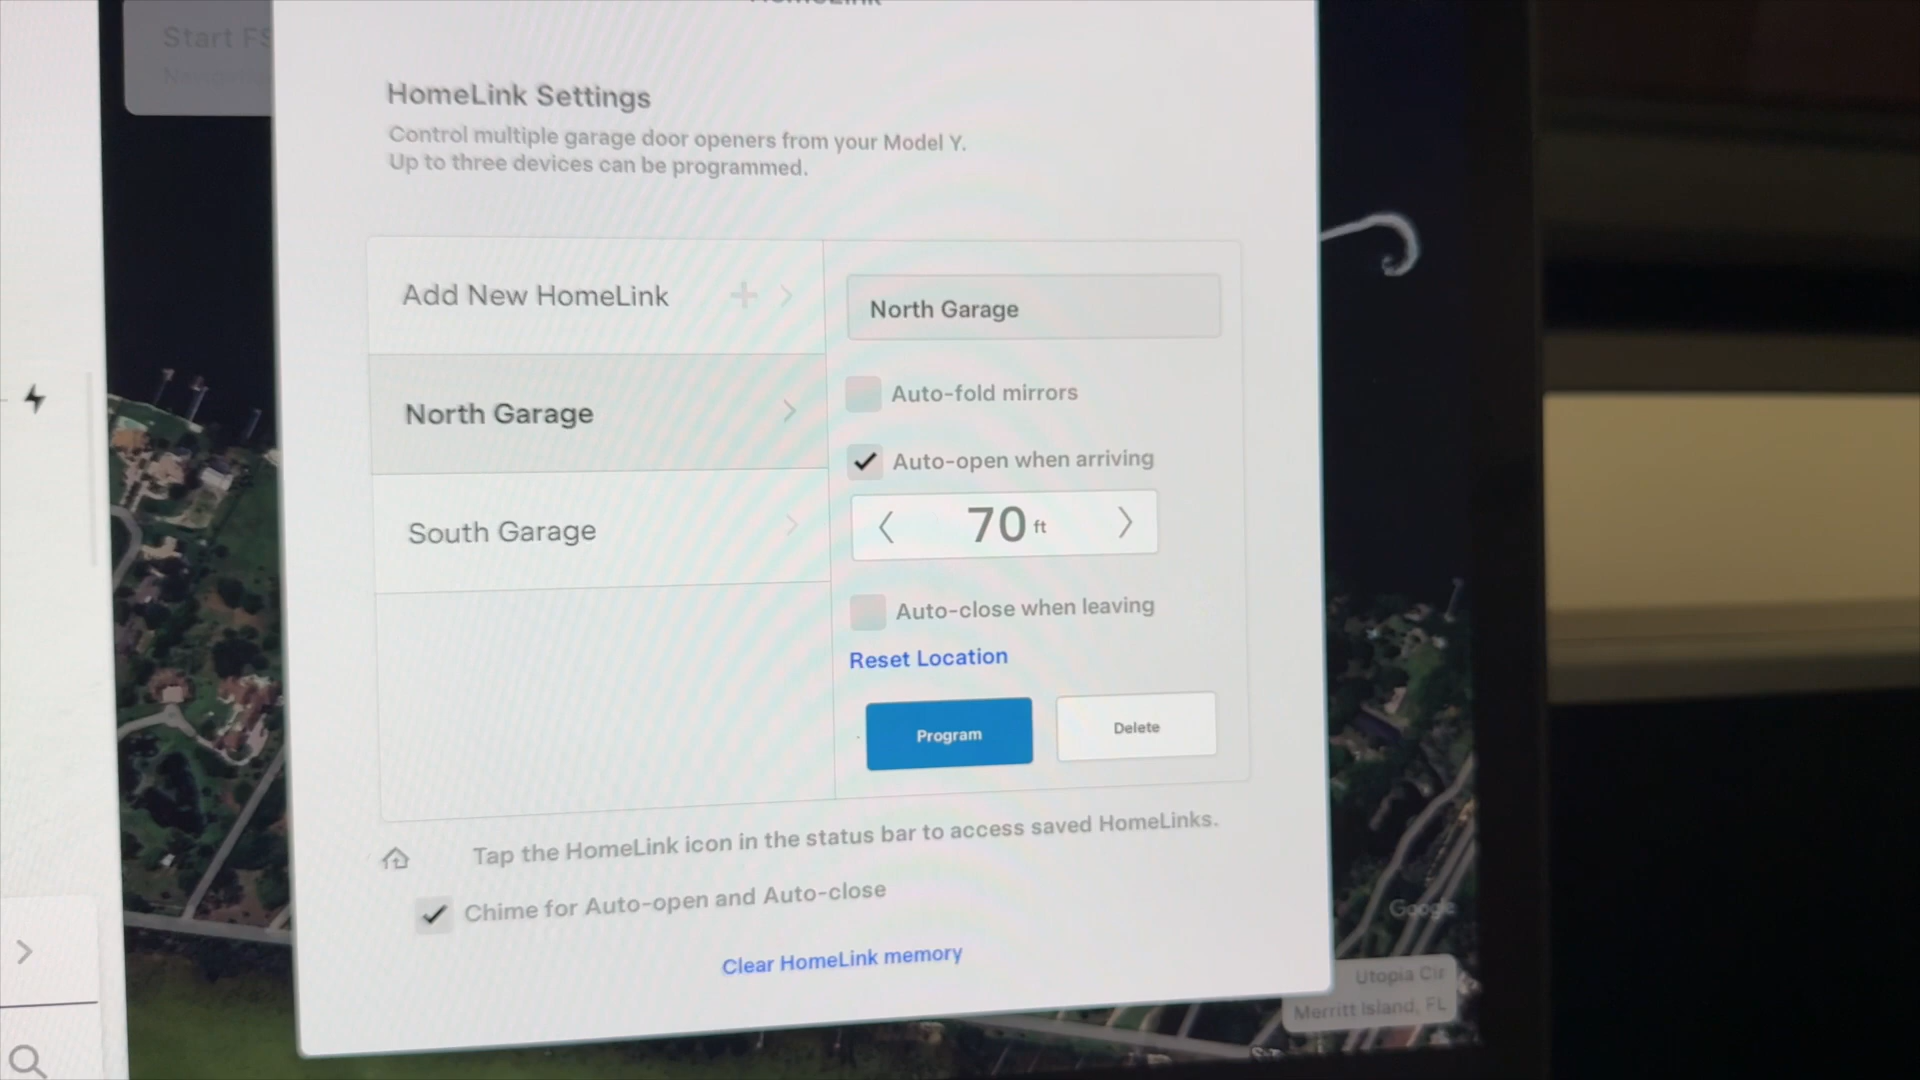 Start FS
HomeLink
HomeLink Settings
Control multiple garage door openers from your Model Y.
Up to three devices can be programmed.
Add New HomeLink
North Garage
South Garage
North Garage
Auto-fold mirrors
Auto-open when arriving
70 ft
Auto-close when leaving
Reset Location
Program
Delete
Tap the HomeLink icon in the status bar to access saved HomeLinks.
Chime for Auto-open and Auto-close
Clear HomeLink memory
Google
Utopia Cir
Merritt Island, FL